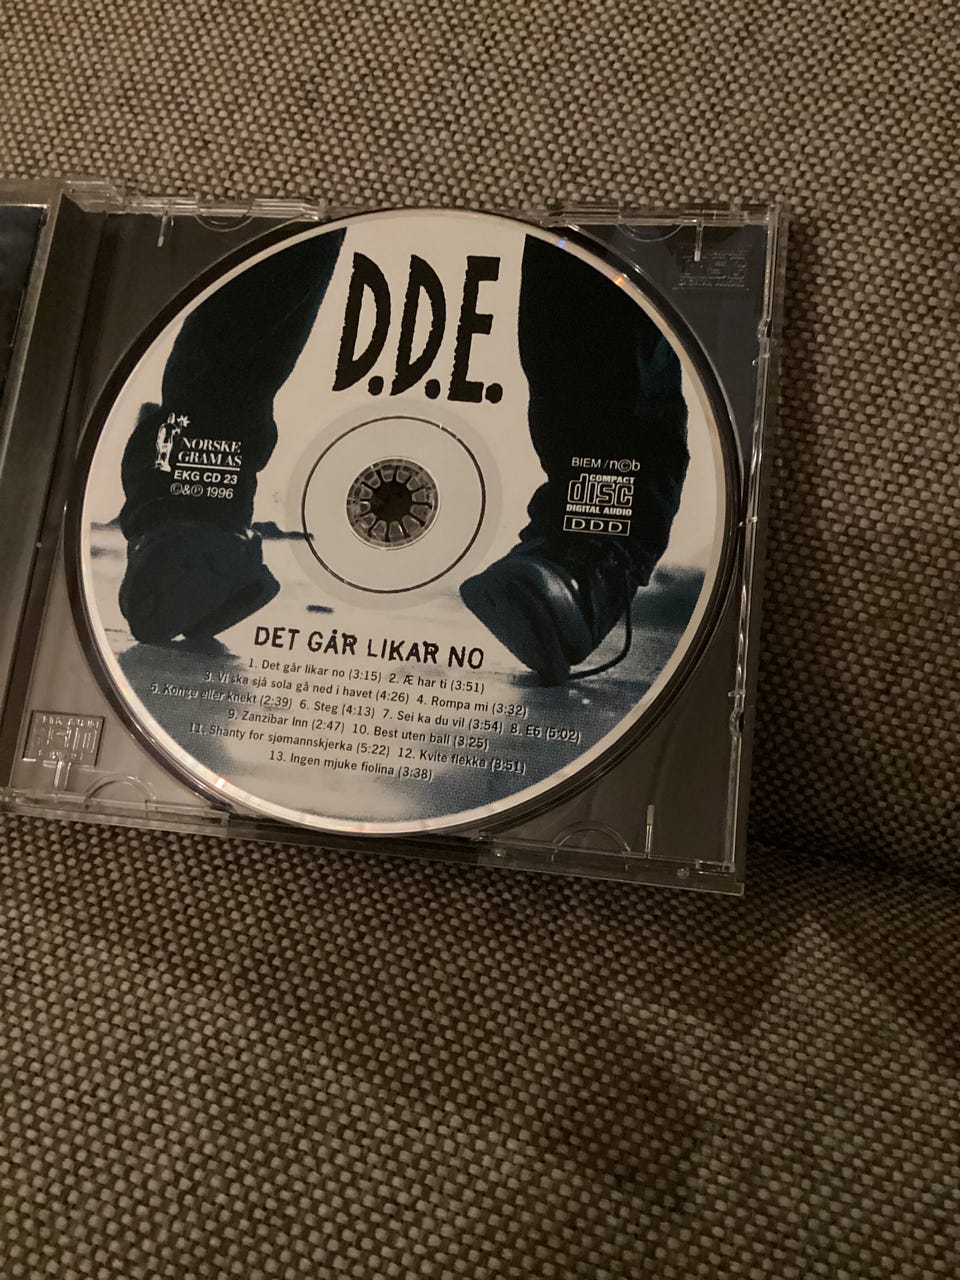 D.D.E.
NORSKE
GRAM AS
EKG CD 23
©&℗ 1996
BIEM / n©b
COMPACT
disc
DIGITAL AUDIO
DDD
DET GÅR LIKAR NO
1. Det går likar no (3:15) 2. Æ har ti (3:51)
3. Vi ska sjå sola gå ned i havet (4:26) 4. Rompa mi (3:32)
5. Konge eller knekt (2:39) 6. Steg (4:13) 7. Sei ka du vil (3:54) 8. E6 (5:02)
9. Zanzibar Inn (2:47) 10. Best uten ball (3:25)
11. Shanty for sjømannskjerka (5:22) 12. Kvite flekka (3:51)
13. Ingen mjuke fiolina (3:38)
disc
DIGITAL AUDIO